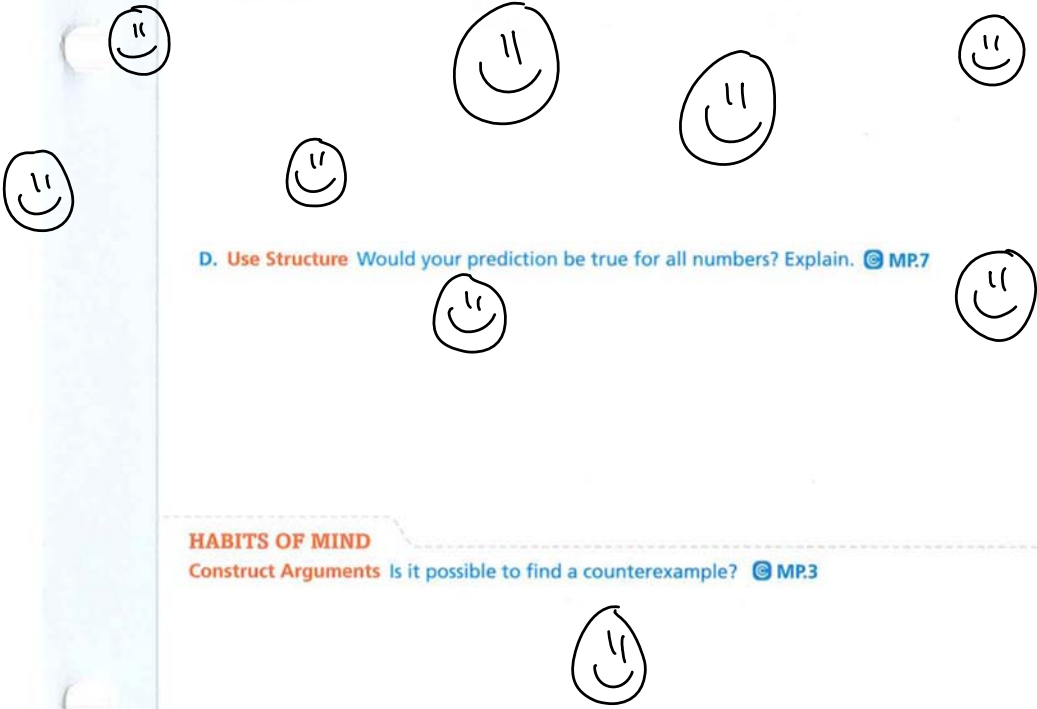 D. Use Structure Would your prediction be true for all numbers? Explain. © MP.7
HABITS OF MIND
Construct Arguments Is it possible to find a counterexample? © MP.3